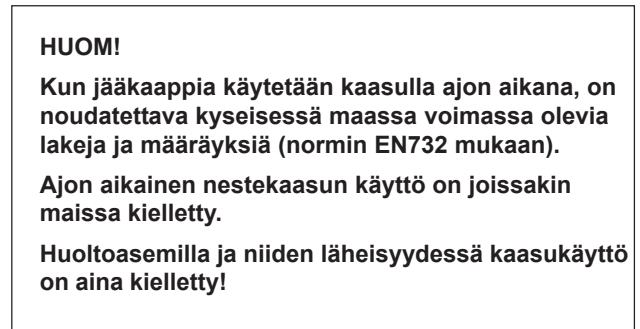 HUOM!
Kun jääkaappia käytetään kaasulla ajon aikana, on
noudatettava kyseisessä maassa voimassa olevia
lakeja ja määräyksiä (normin EN732 mukaan).
Ajon aikainen nestekaasun käyttö on joissakin
maissa kielletty.
Huoltoasemilla ja niiden läheisyydessä kaasukäyttö
on aina kielletty!